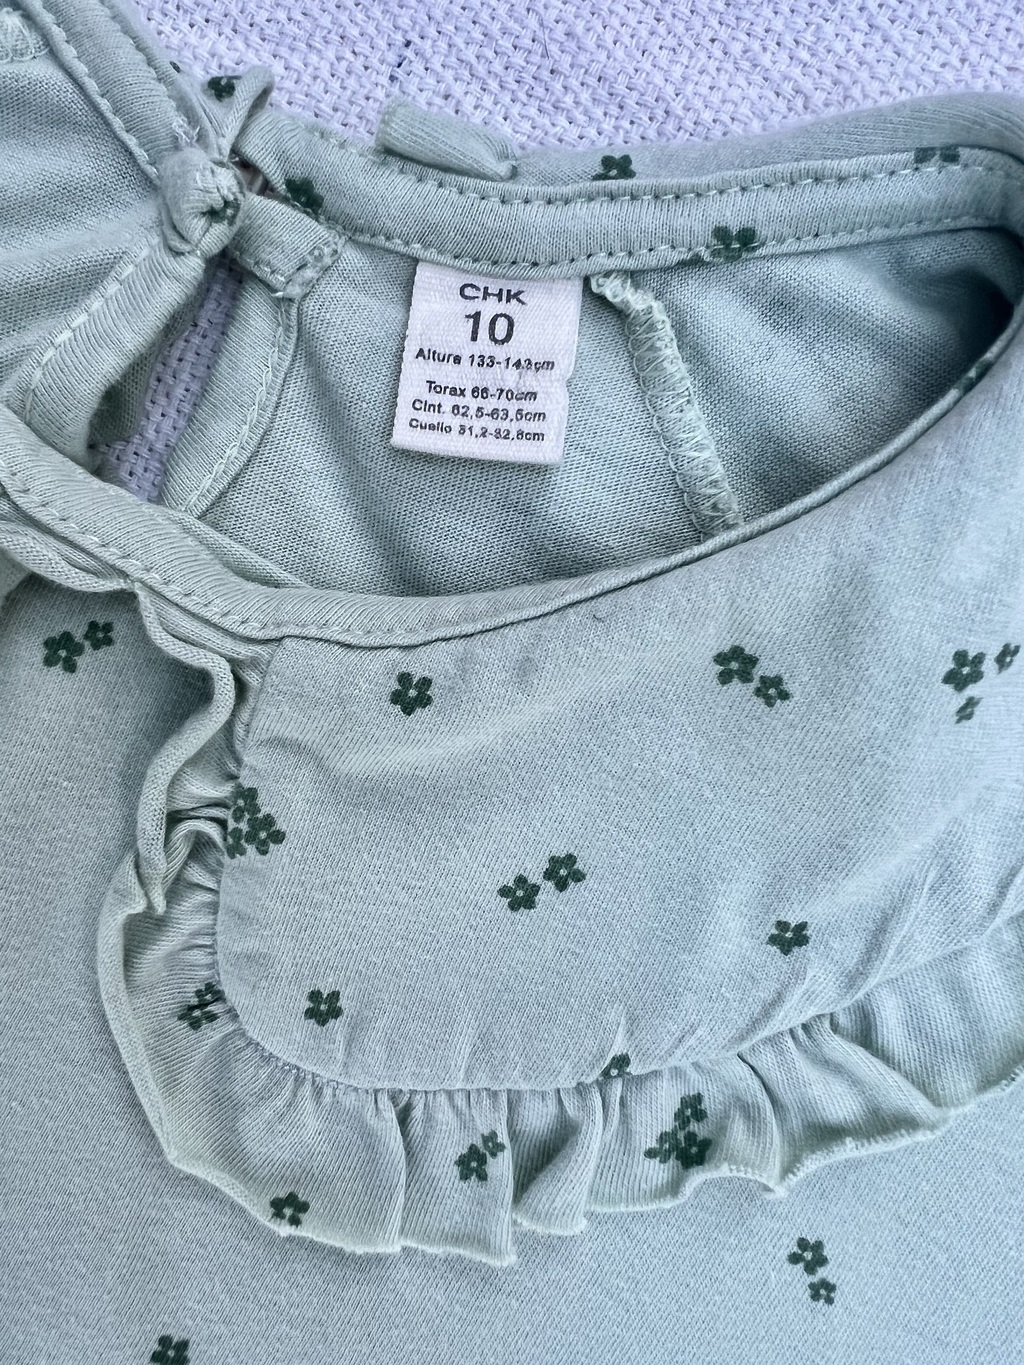 CHK
10
Altura 133-143cm
Torax 66-70cm
Cint. 62,5-63,5cm
Cuello 31,2-32,8cm